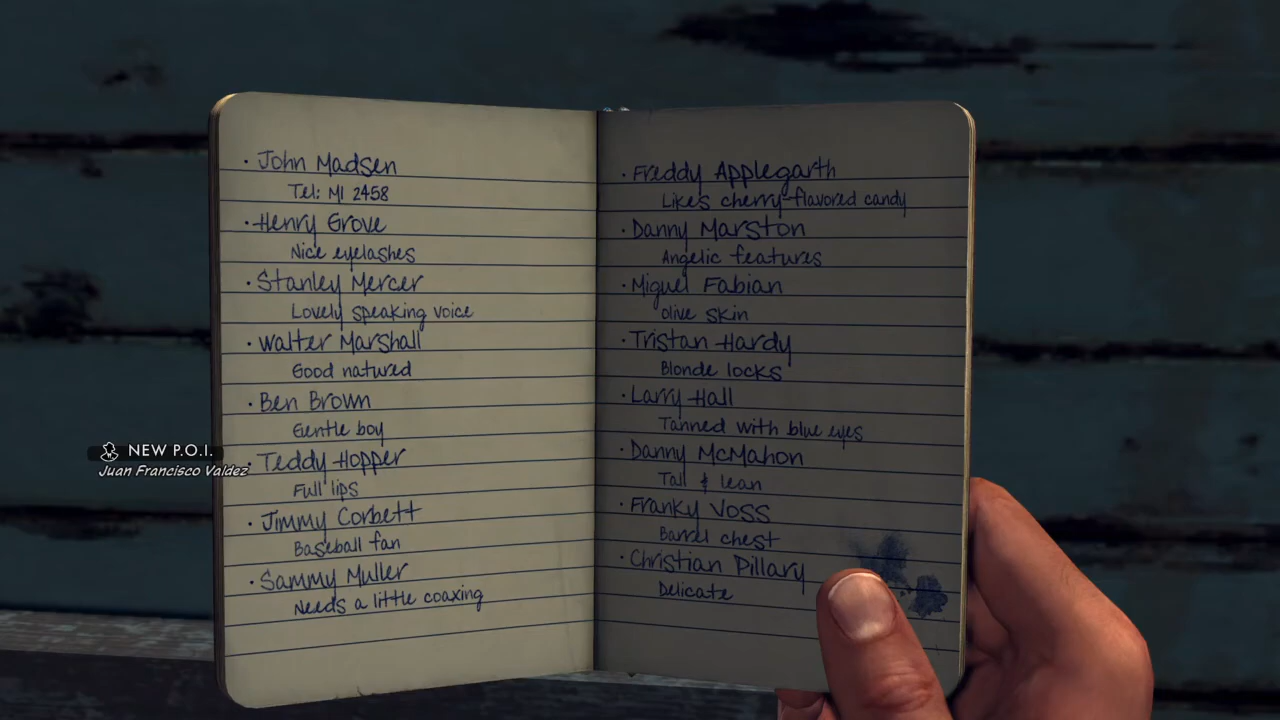 · John Madsen
Tel: MI 2458
· Henry Grove
Nice eyelashes
· Stanley Mercer
Lovely speaking voice
· Walter Marshall
Good natured
· Ben Brown
Gentle boy
· Teddy Hopper
Full lips
· Jimmy Corbett
Baseball fan
· Sammy Muller
Needs a little coaxing
· Freddy Applegarth
Likes cherry-flavored candy
· Danny Marston
Angelic features
· Miguel Fabian
olive skin
· Tristan Hardy
Blonde locks
· Larry Hall
Tanned with blue eyes
· Danny McMahon
Tall & lean
· Franky Voss
Barrel chest
· Christian Pillary
Delicate
NEW P.O.I.
Juan Francisco Valdez